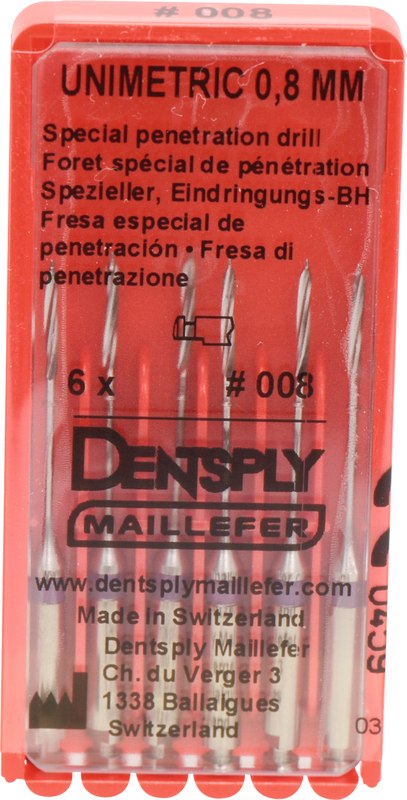 # 008
UNIMETRIC 0,8 MM
Special penetration drill
Foret spécial de pénétration
Spezieller, Eindringungs-BH
Fresa especial de
penetración • Fresa di
penetrazione
6 x # 008
DENTSPLY
MAILLEFER
www.dentsplymaillefer.com
Made in Switzerland
Dentsply Maillefer
Ch. du Verger 3
1338 Ballaigues
Switzerland
03
0459